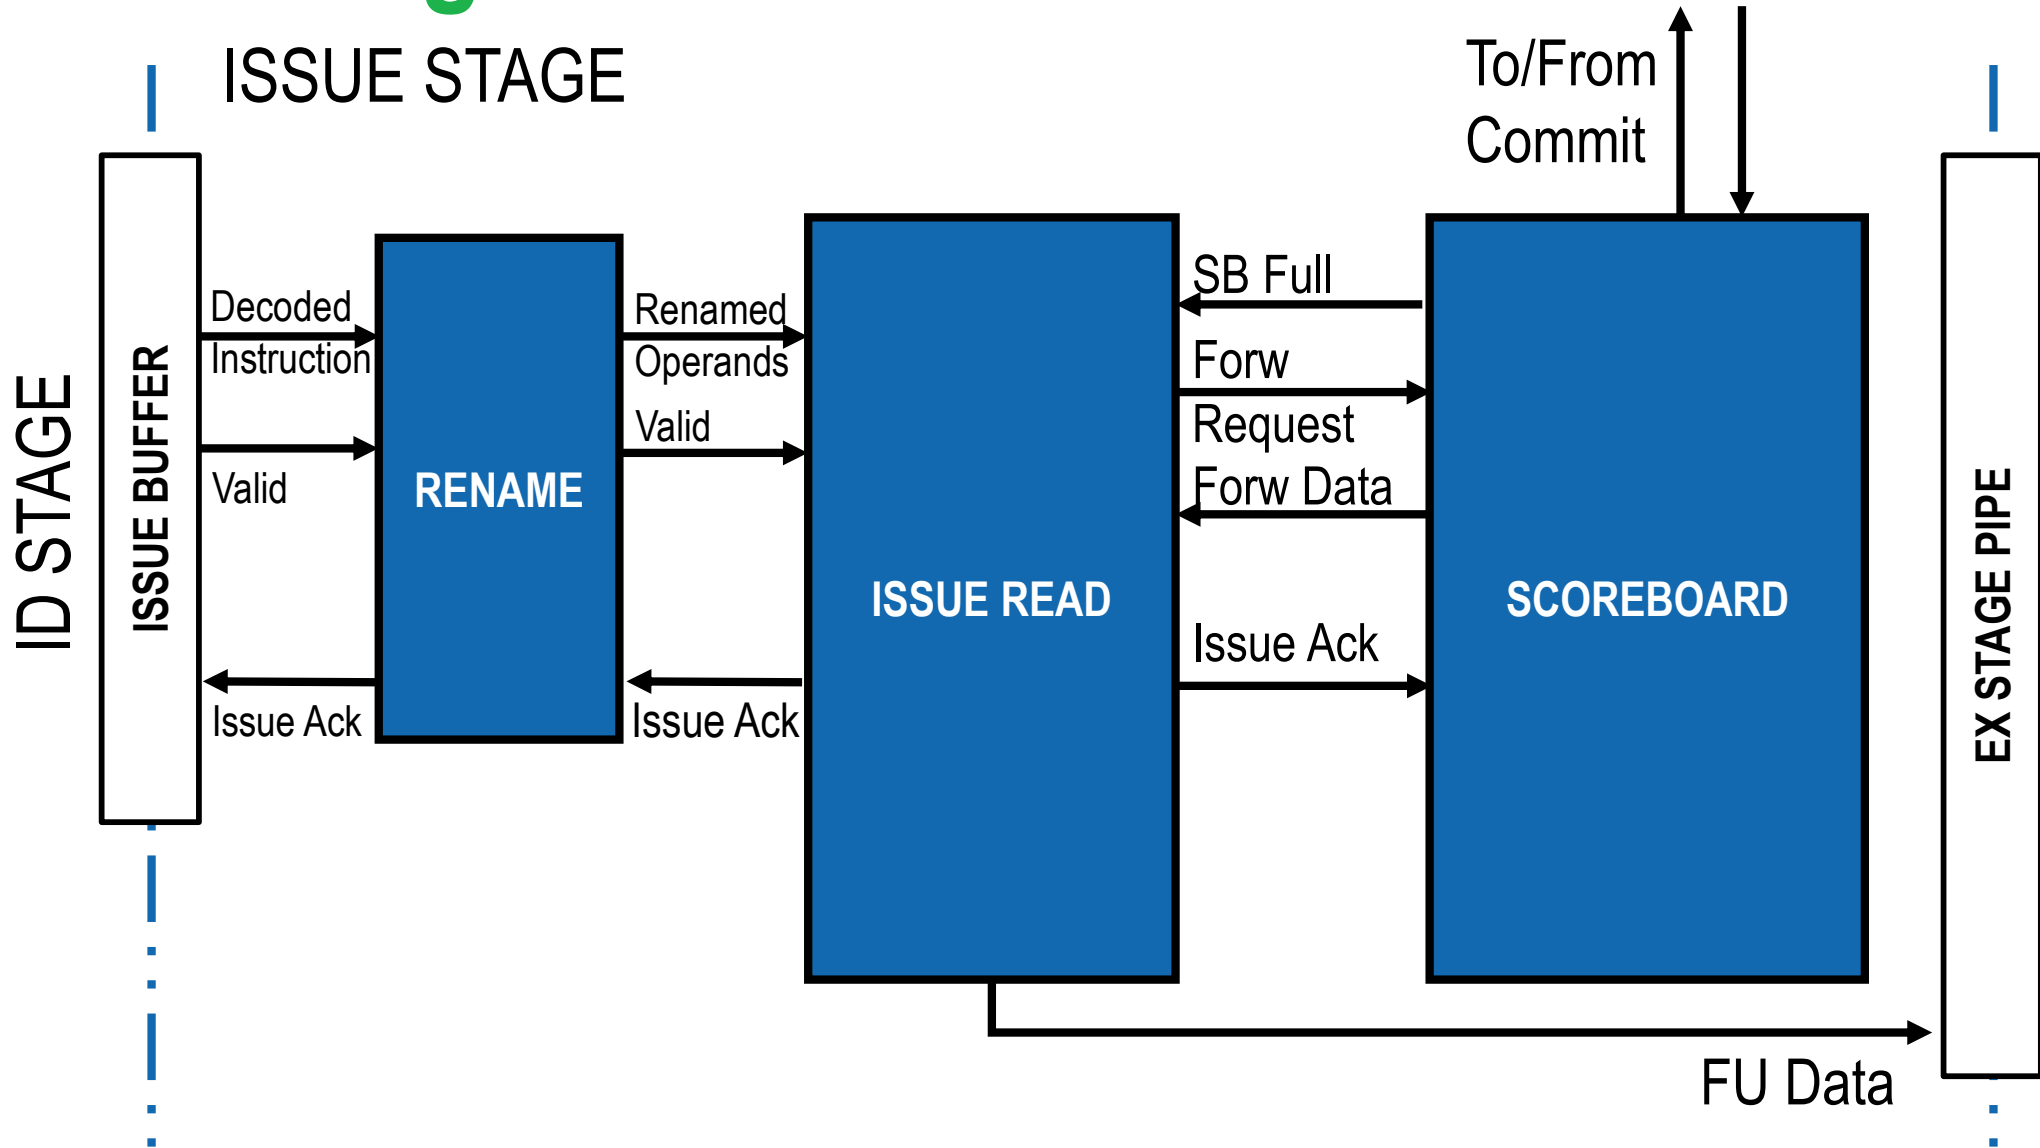 ISSUE STAGE
To/From
Commit
ID STAGE
ISSUE BUFFER
Decoded
Instruction
Valid
Issue Ack
RENAME
Renamed
Operands
Valid
Issue Ack
ISSUE READ
SB Full
Forw
Request
Forw Data
Issue Ack
SCOREBOARD
EX STAGE PIPE
FU Data